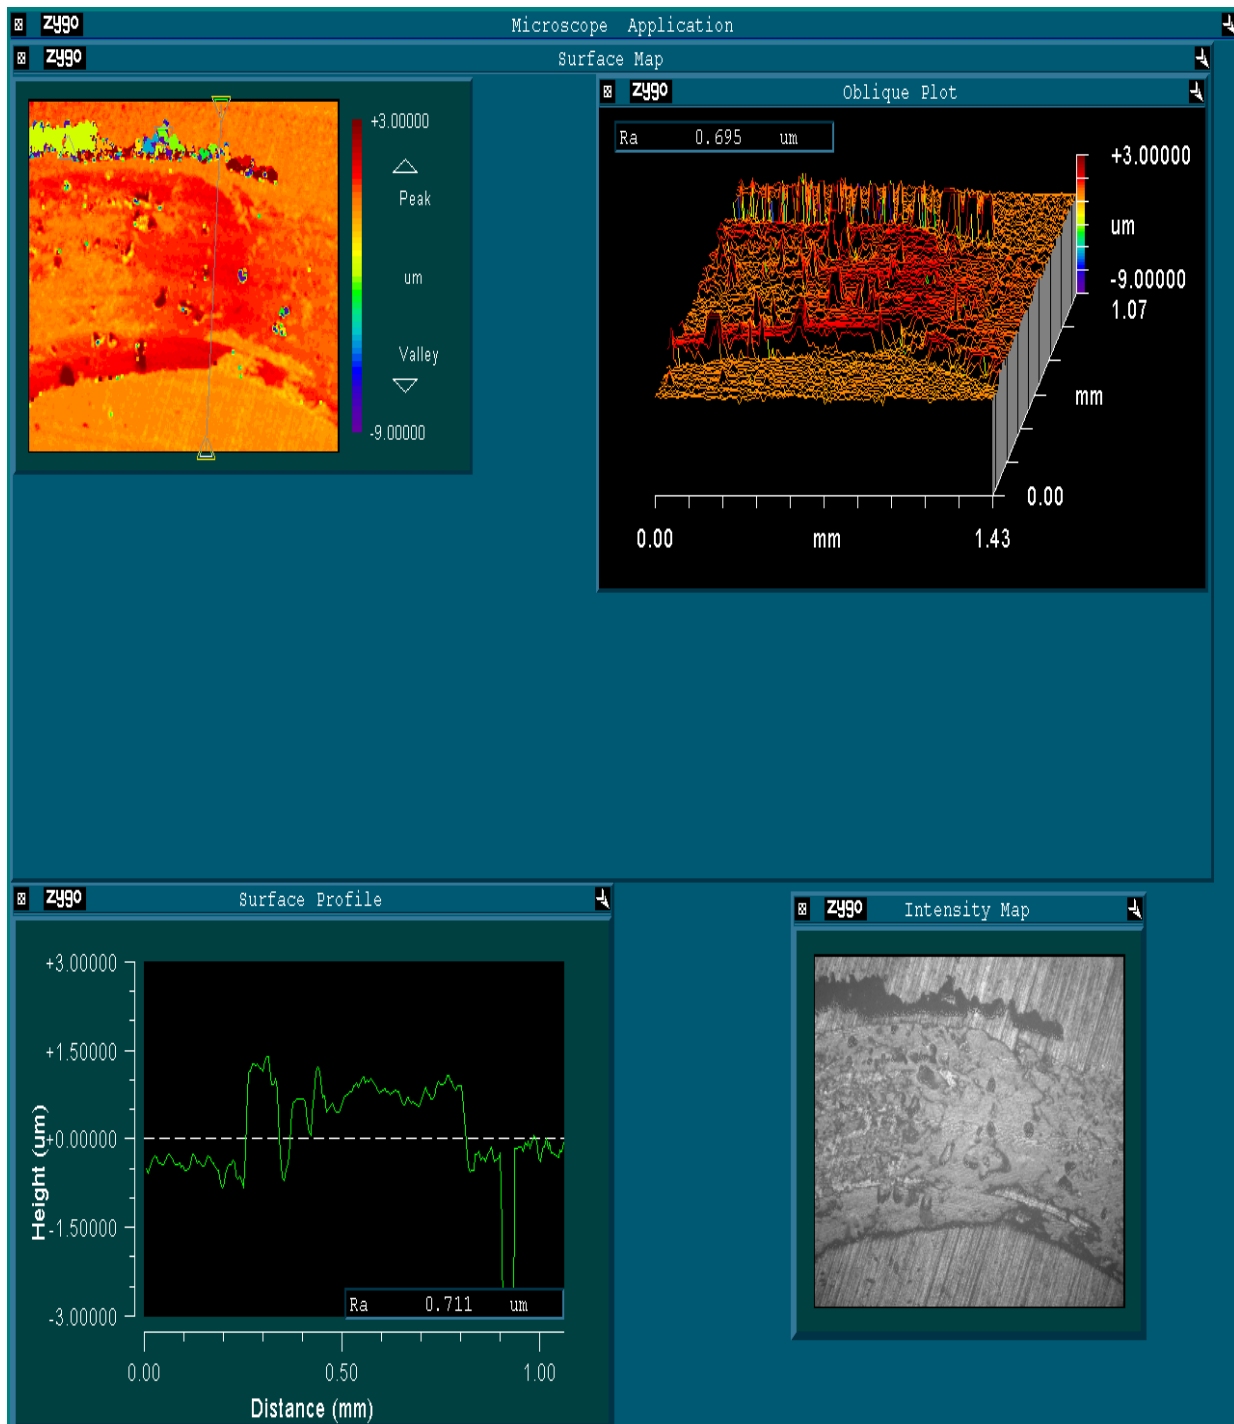 zygo Microscope Application
zygo Surface Map
+3.00000
Peak
um
Valley
-9.00000
zygo Oblique Plot
Ra 0.695 um
+3.00000
um
-9.00000
1.07
mm
0.00
0.00 mm 1.43
zygo Surface Profile
+3.00000
+1.50000
+0.00000
-1.50000
-3.00000
Height (um)
Ra 0.711 um
0.00 0.50 1.00
Distance (mm)
zygo Intensity Map